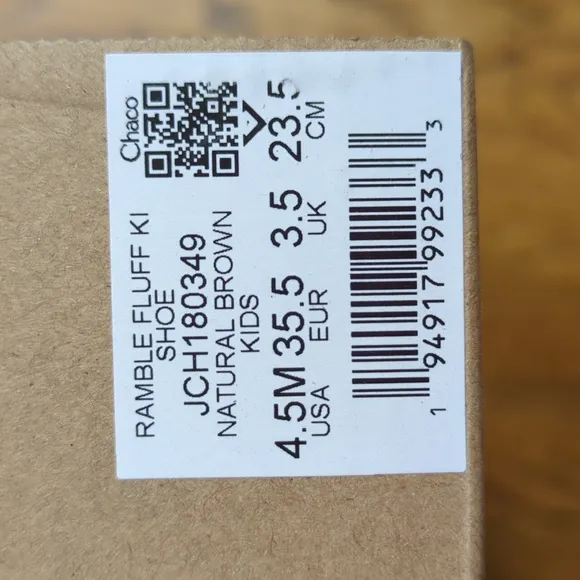 Chaco
RAMBLE FLUFF KI
SHOE
JCH180349
NATURAL BROWN
KIDS
4.5M 35.5 3.5 23.5
USA EUR UK CM
1 94917 99233 3